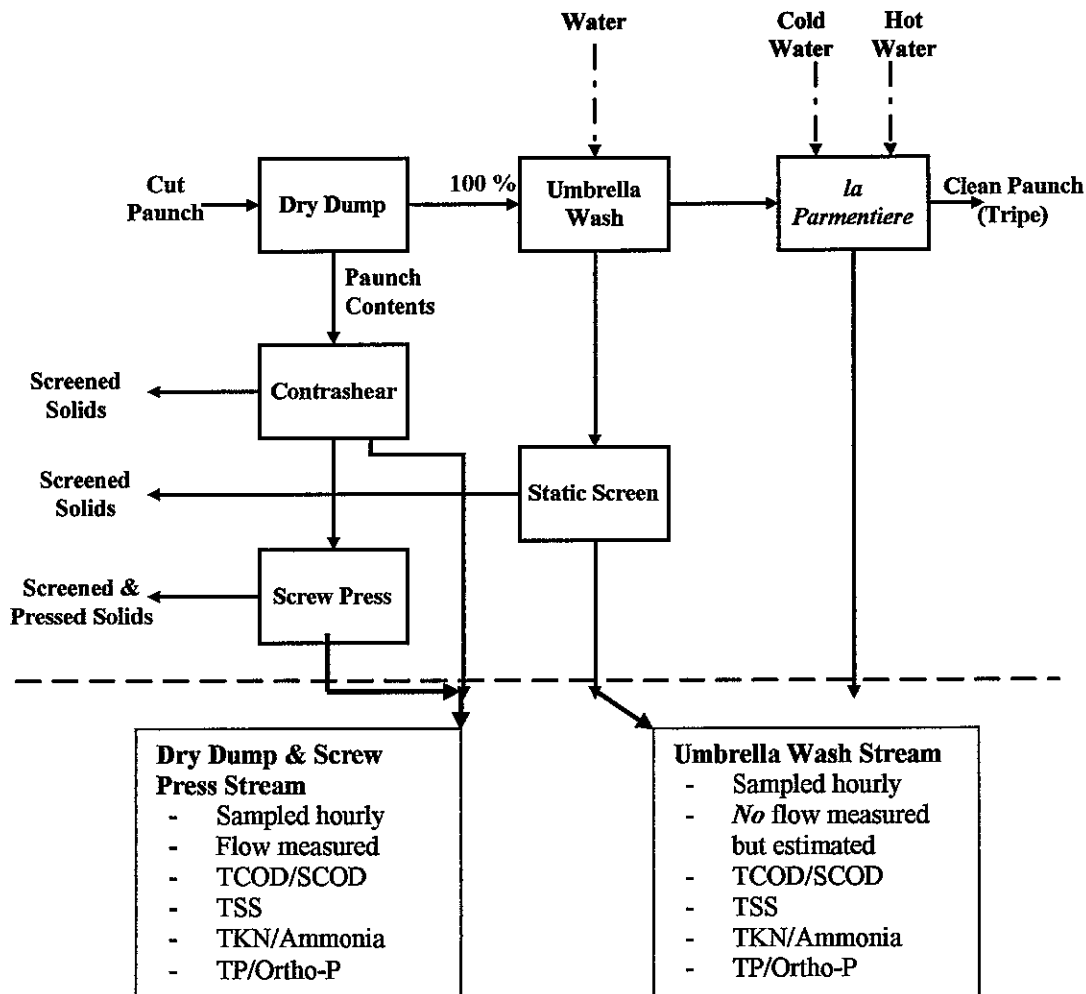 Water
Cold
Water
Hot
Water
Cut
Paunch
Dry Dump
100 %
Umbrella
Wash
la
Parmentiere
Clean Paunch
(Tripe)
Paunch
Contents
Screened
Solids
Contrashear
Screened
Solids
Static Screen
Screened &
Pressed Solids
Screw Press
Dry Dump & Screw
Press Stream
- Sampled hourly
- Flow measured
- TCOD/SCOD
- TSS
- TKN/Ammonia
- TP/Ortho-P
Umbrella Wash Stream
- Sampled hourly
- No flow measured
but estimated
- TCOD/SCOD
- TSS
- TKN/Ammonia
- TP/Ortho-P